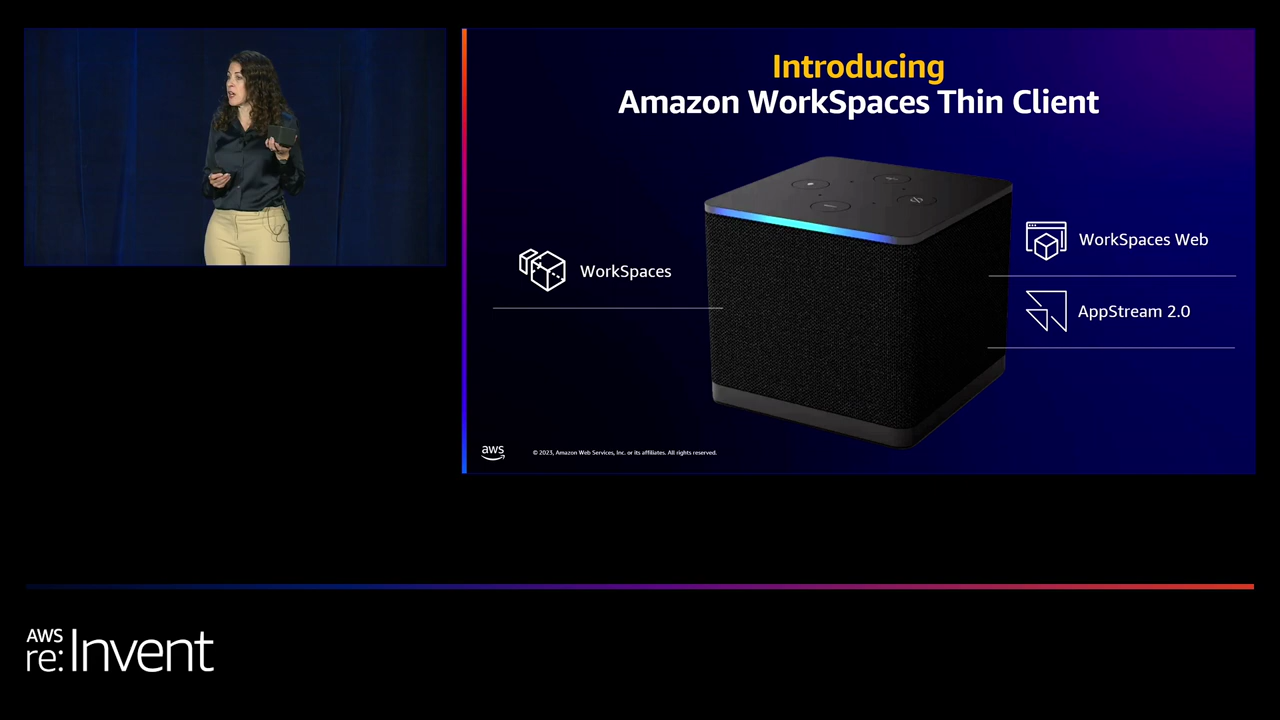 Introducing
Amazon WorkSpaces Thin Client
WorkSpaces
WorkSpaces Web
AppStream 2.0
aws
© 2023, Amazon Web Services, Inc. or its affiliates. All rights reserved.
AWS
re:Invent